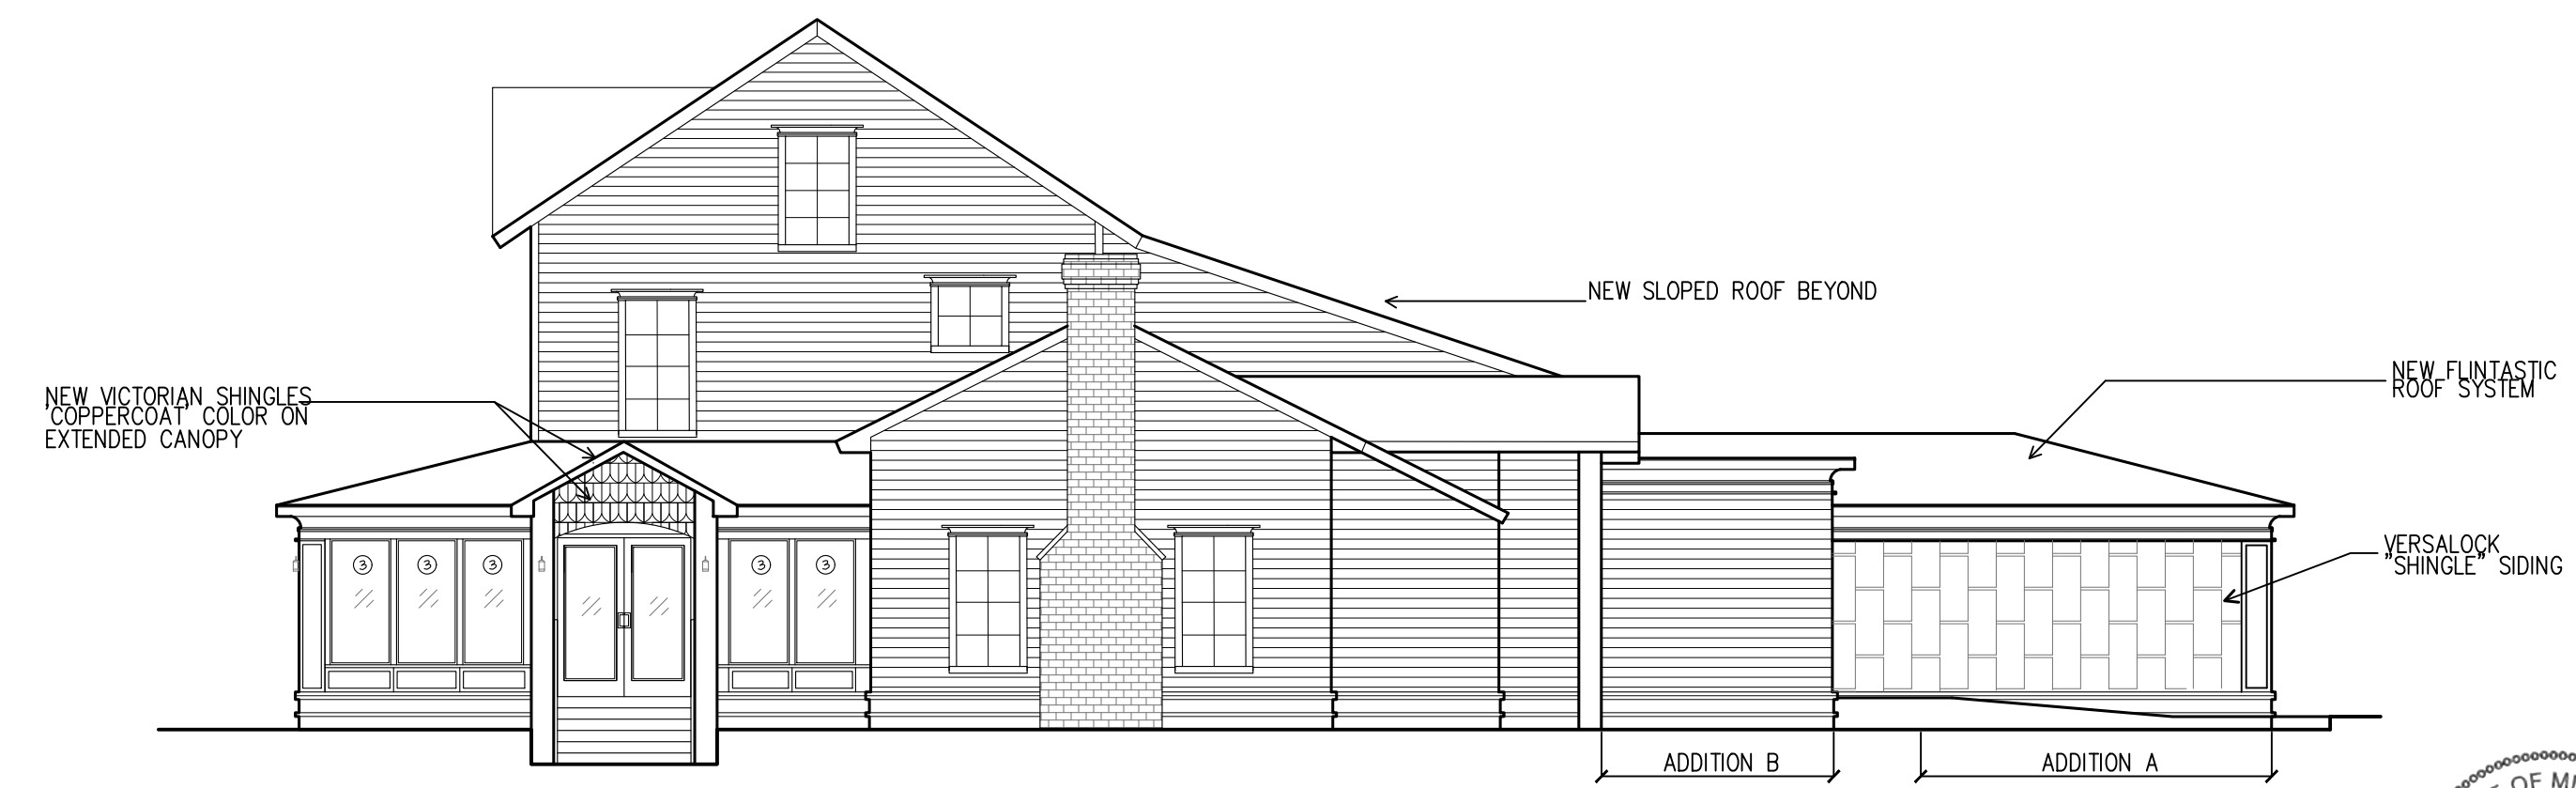 NEW SLOPED ROOF BEYOND
NEW VICTORIAN SHINGLES
'COPPERCOAT' COLOR ON
EXTENDED CANOPY
NEW FLINTASTIC
ROOF SYSTEM
VERSALOCK
"SHINGLE" SIDING
3 3 3 3 3
ADDITION B
ADDITION A
OF